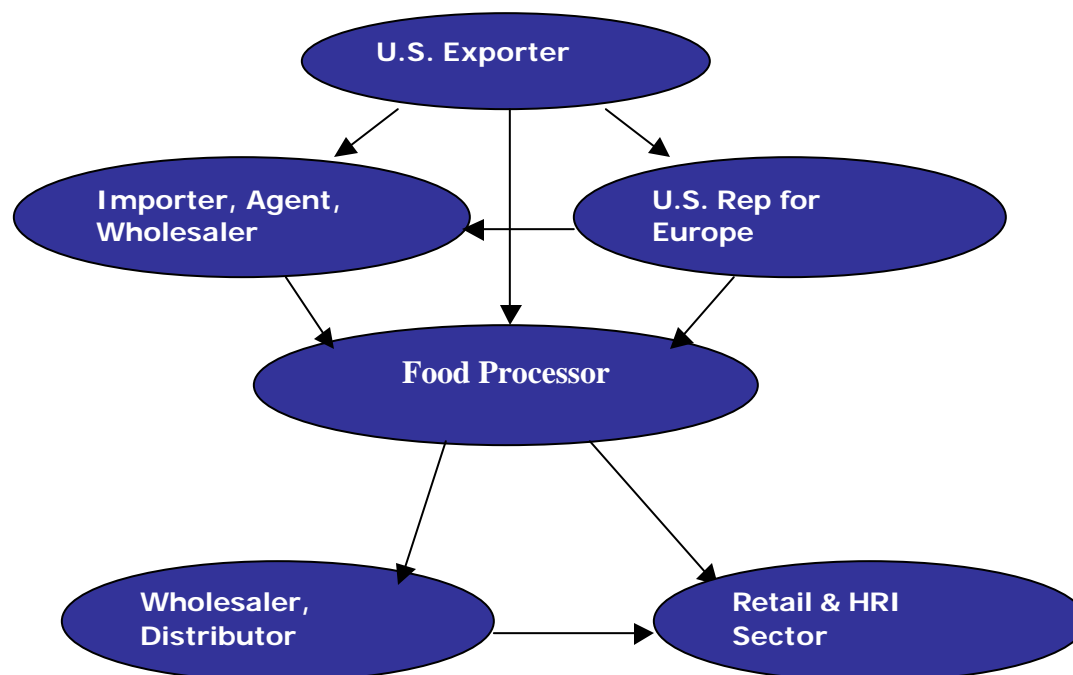 U.S. Exporter
Importer, Agent,
Wholesaler
U.S. Rep for
Europe
Food Processor
Wholesaler,
Distributor
Retail & HRI
Sector